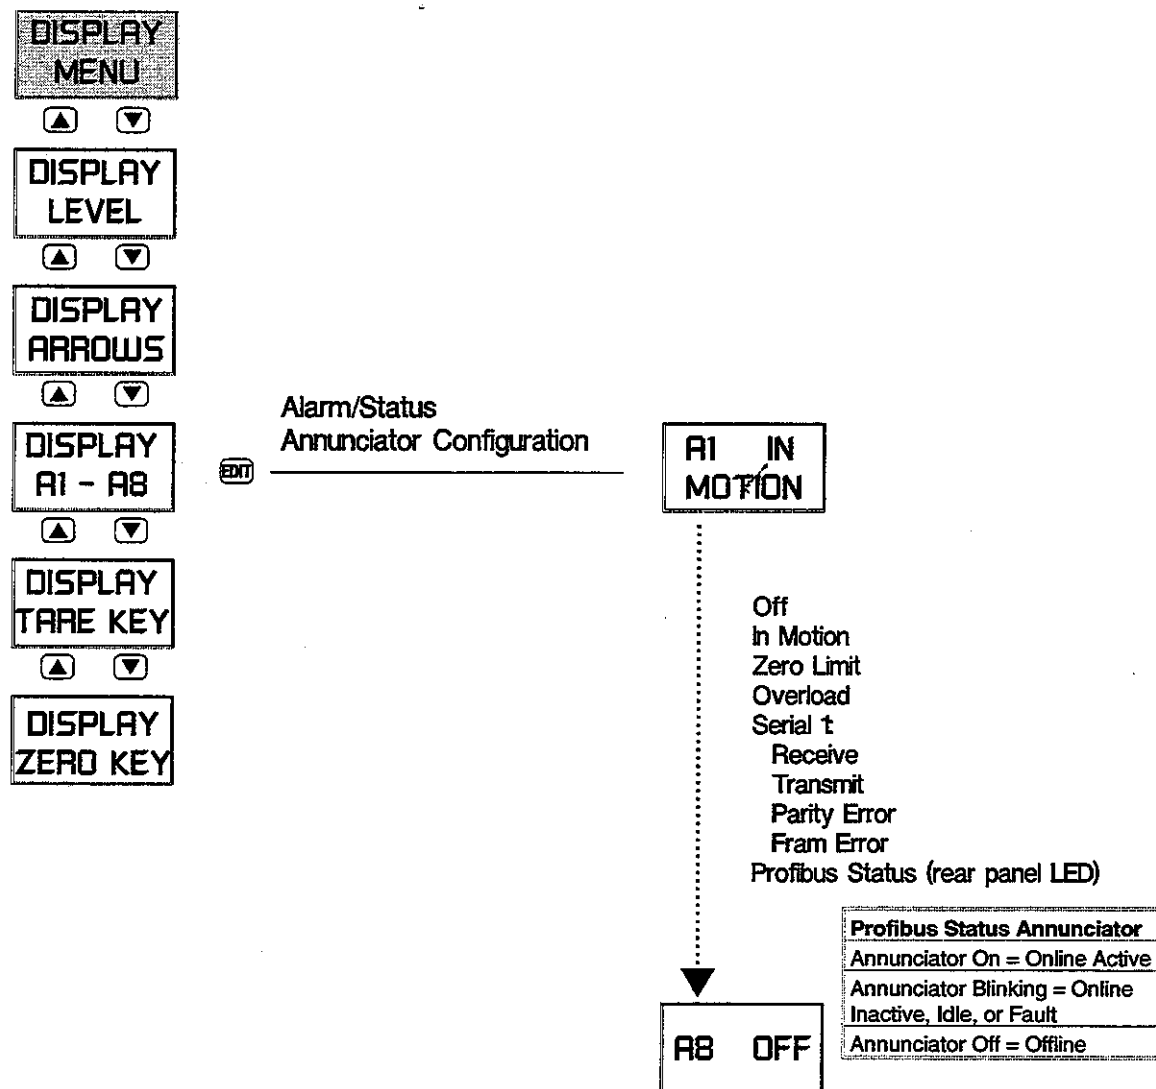 DISPLAY
MENU
DISPLAY
LEVEL
DISPLAY
ARROWS
DISPLAY
A1 - A8
DISPLAY
TARE KEY
DISPLAY
ZERO KEY
EDIT
Alarm/Status
Annunciator Configuration
A1 IN
MOTION
Off
In Motion
Zero Limit
Overload
Serial 1:
Receive
Transmit
Parity Error
Fram Error
Profibus Status (rear panel LED)
Profibus Status Annunciator
Annunciator On = Online Active
Annunciator Blinking = Online
Inactive, Idle, or Fault
Annunciator Off = Offline
A8 OFF